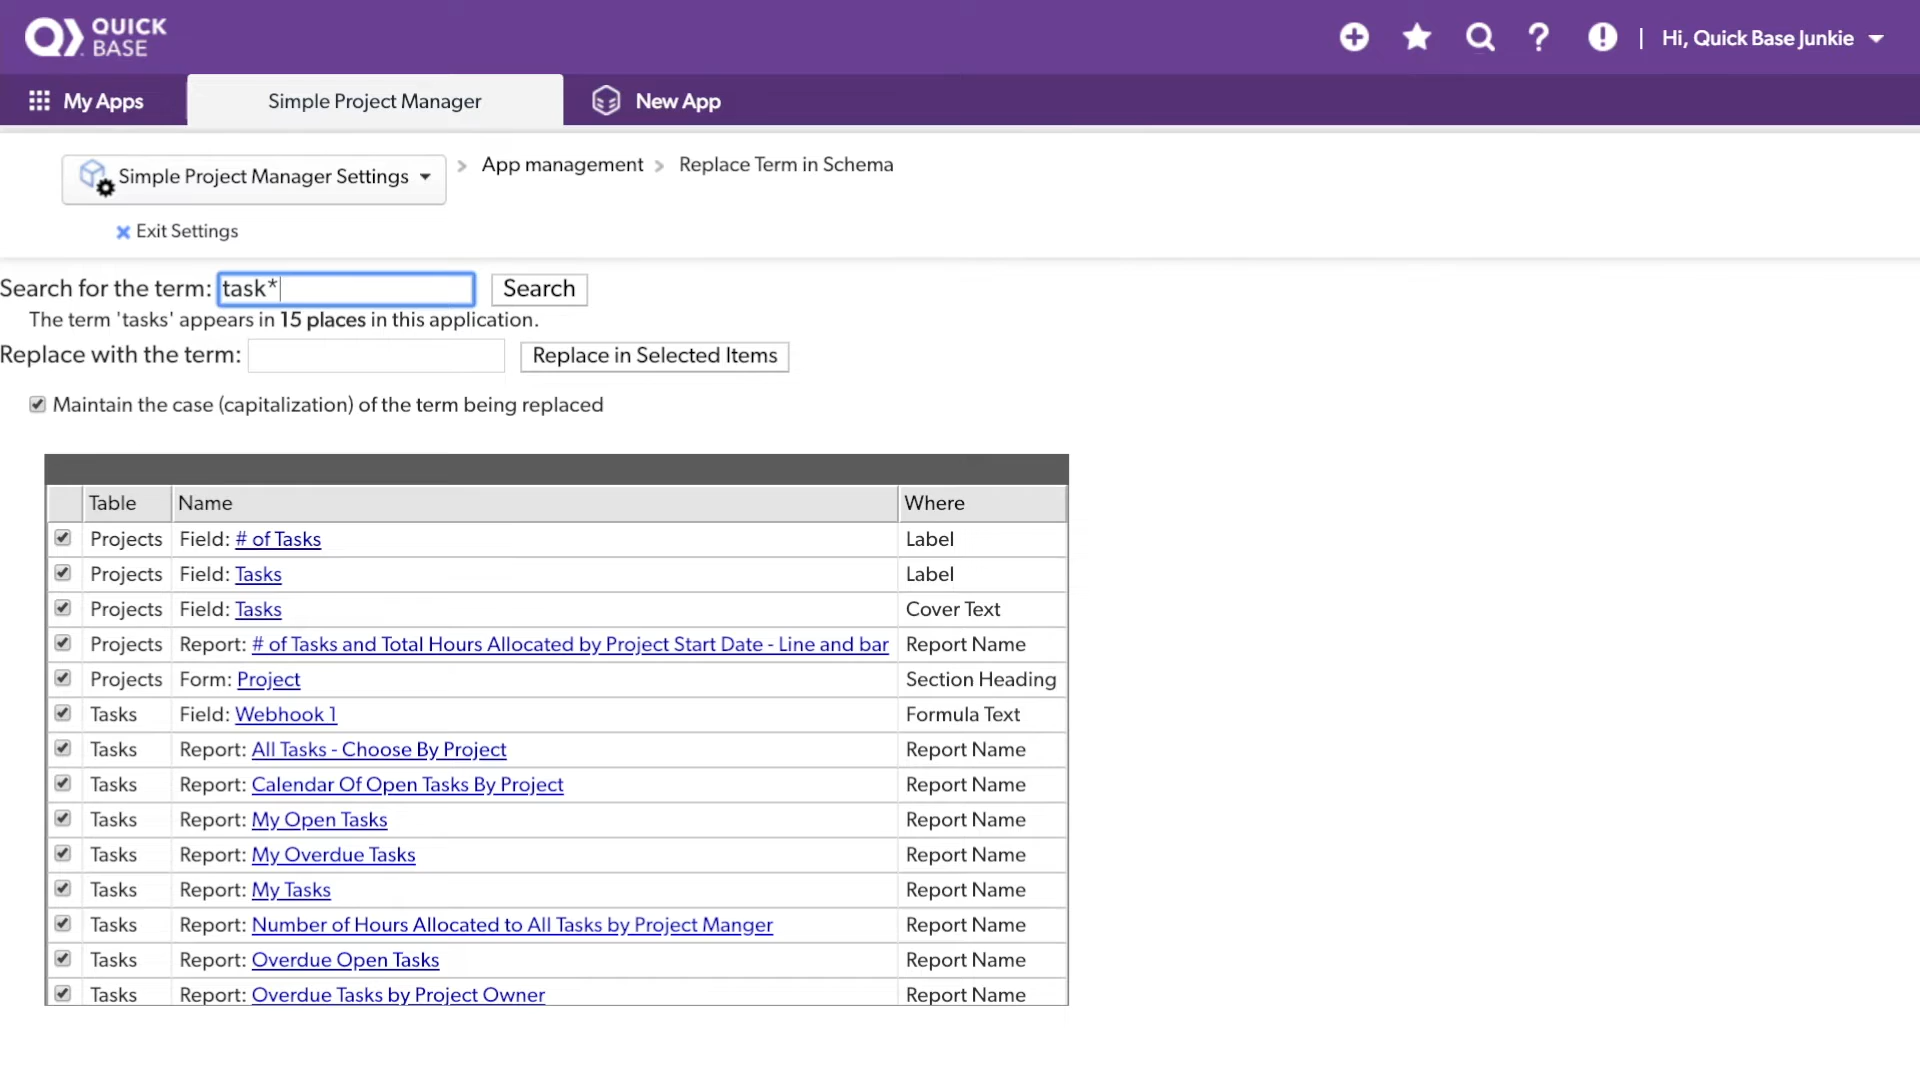 QUICK
BASE
Hi, Quick Base Junkie
My Apps
Simple Project Manager
New App
Simple Project Manager Settings
App management
Replace Term in Schema
Exit Settings
Search for the term: task*
Search
The term 'tasks' appears in 15 places in this application.
Replace with the term:
Replace in Selected Items
Maintain the case (capitalization) of the term being replaced
Table Name Where
Projects Field: # of Tasks Label
Projects Field: Tasks Label
Projects Field: Tasks Cover Text
Projects Report: # of Tasks and Total Hours Allocated by Project Start Date - Line and bar Report Name
Projects Form: Project Section Heading
Tasks Field: Webhook 1 Formula Text
Tasks Report: All Tasks - Choose By Project Report Name
Tasks Report: Calendar Of Open Tasks By Project Report Name
Tasks Report: My Open Tasks Report Name
Tasks Report: My Overdue Tasks Report Name
Tasks Report: My Tasks Report Name
Tasks Report: Number of Hours Allocated to All Tasks by Project Manger Report Name
Tasks Report: Overdue Open Tasks Report Name
Tasks Report: Overdue Tasks by Project Owner Report Name